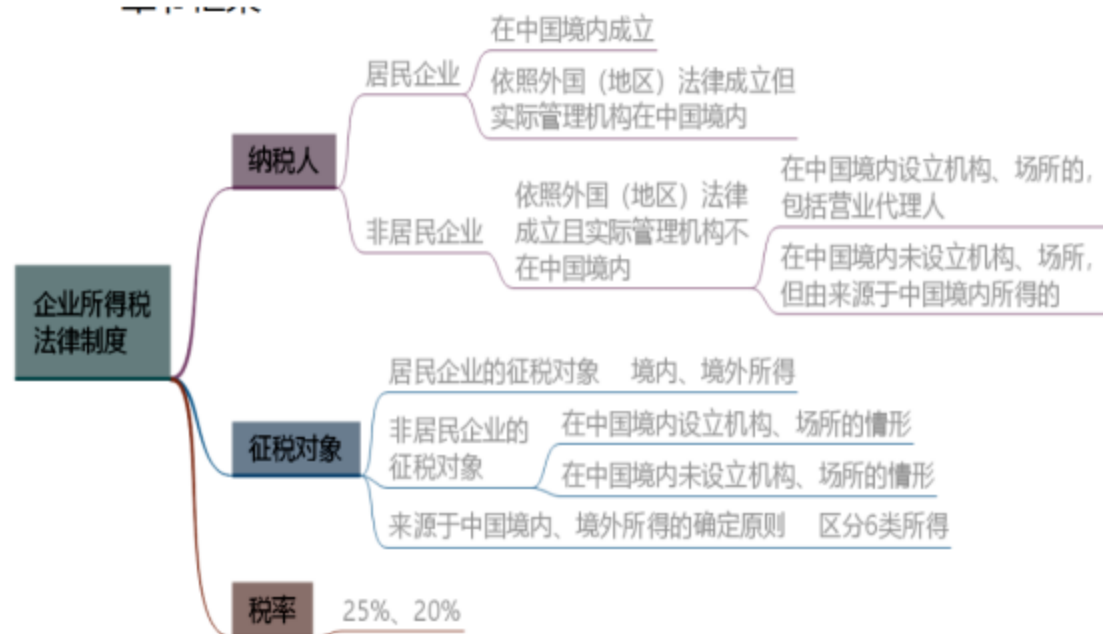 企业所得税
法律制度
纳税人
居民企业
在中国境内成立
依照外国（地区）法律成立但
实际管理机构在中国境内
非居民企业
依照外国（地区）法律
成立且实际管理机构不
在中国境内
在中国境内设立机构、场所的，
包括营业代理人
在中国境内未设立机构、场所，
但由来源于中国境内所得的
征税对象
居民企业的征税对象 境内、境外所得
非居民企业的
征税对象
在中国境内设立机构、场所的情形
在中国境内未设立机构、场所的情形
来源于中国境内、境外所得的确定原则 区分6类所得
税率
25%、20%